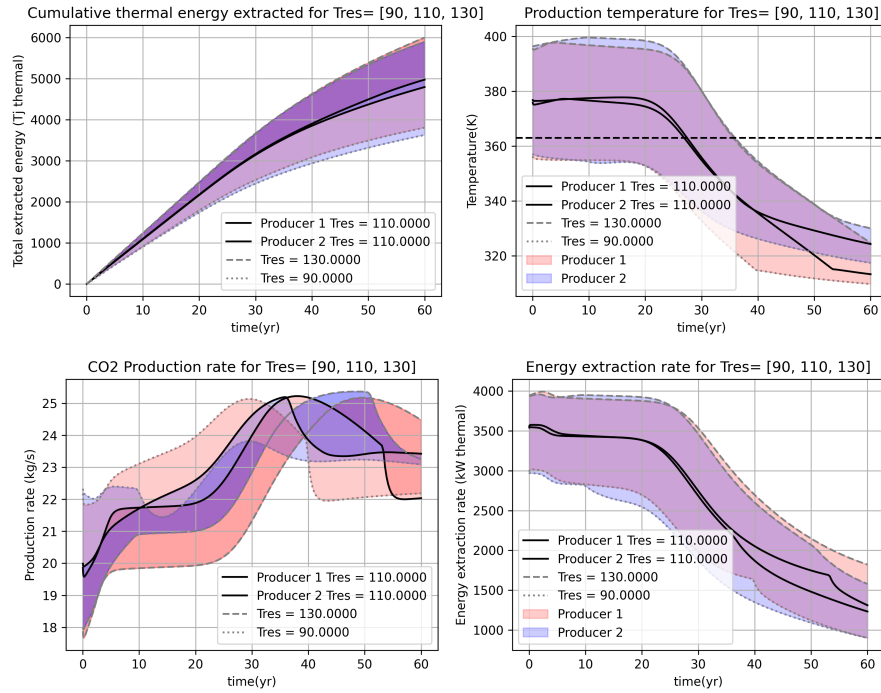 Cumulative thermal energy extracted for Tres= [90, 110, 130]
Total extracted energy (Tj thermal)
6000
5000
4000
3000
2000
1000
0
Producer 1 Tres = 110.0000
Producer 2 Tres = 110.0000
Tres = 130.0000
Tres = 90.0000
0 10 20 30 40 50 60
time(yr)
Production temperature for Tres= [90, 110, 130]
Temperature(K)
400
380
360
340
320
Producer 1 Tres = 110.0000
Producer 2 Tres = 110.0000
Tres = 130.0000
Tres = 90.0000
Producer 1
Producer 2
0 10 20 30 40 50 60
time(yr)
CO2 Production rate for Tres= [90, 110, 130]
Production rate (kg/s)
25
24
23
22
21
20
19
18
Producer 1 Tres = 110.0000
Producer 2 Tres = 110.0000
Tres = 130.0000
Tres = 90.0000
0 10 20 30 40 50 60
time(yr)
Energy extraction rate for Tres= [90, 110, 130]
Energy extraction rate (kW thermal)
4000
3500
3000
2500
2000
1500
1000
Producer 1 Tres = 110.0000
Producer 2 Tres = 110.0000
Tres = 130.0000
Tres = 90.0000
Producer 1
Producer 2
0 10 20 30 40 50 60
time(yr)